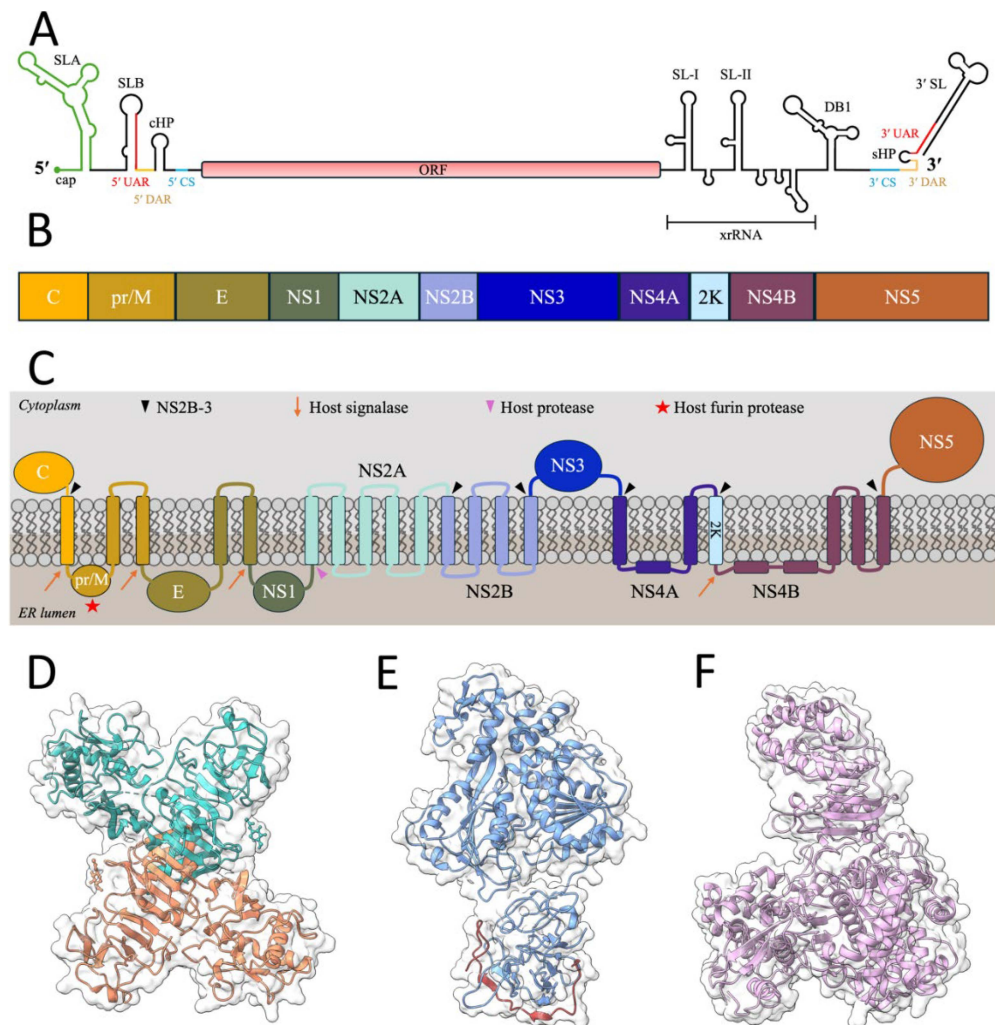 A
SLA
SLB
cHP
5′
cap
5′ UAR
5′ DAR
5′ CS
ORF
SL-I
SL-II
DB1
xrRNA
3′ SL
3′ UAR
sHP
3′
3′ CS
3′ DAR
B
C pr/M E NS1 NS2A NS2B NS3 NS4A 2K NS4B NS5
C
Cytoplasm
NS2B-3
Host signalase
Host protease
Host furin protease
C
NS2A
NS3
NS5
2K
pr/M
E
NS1
NS2B
NS4A
NS4B
ER lumen
D
E
F